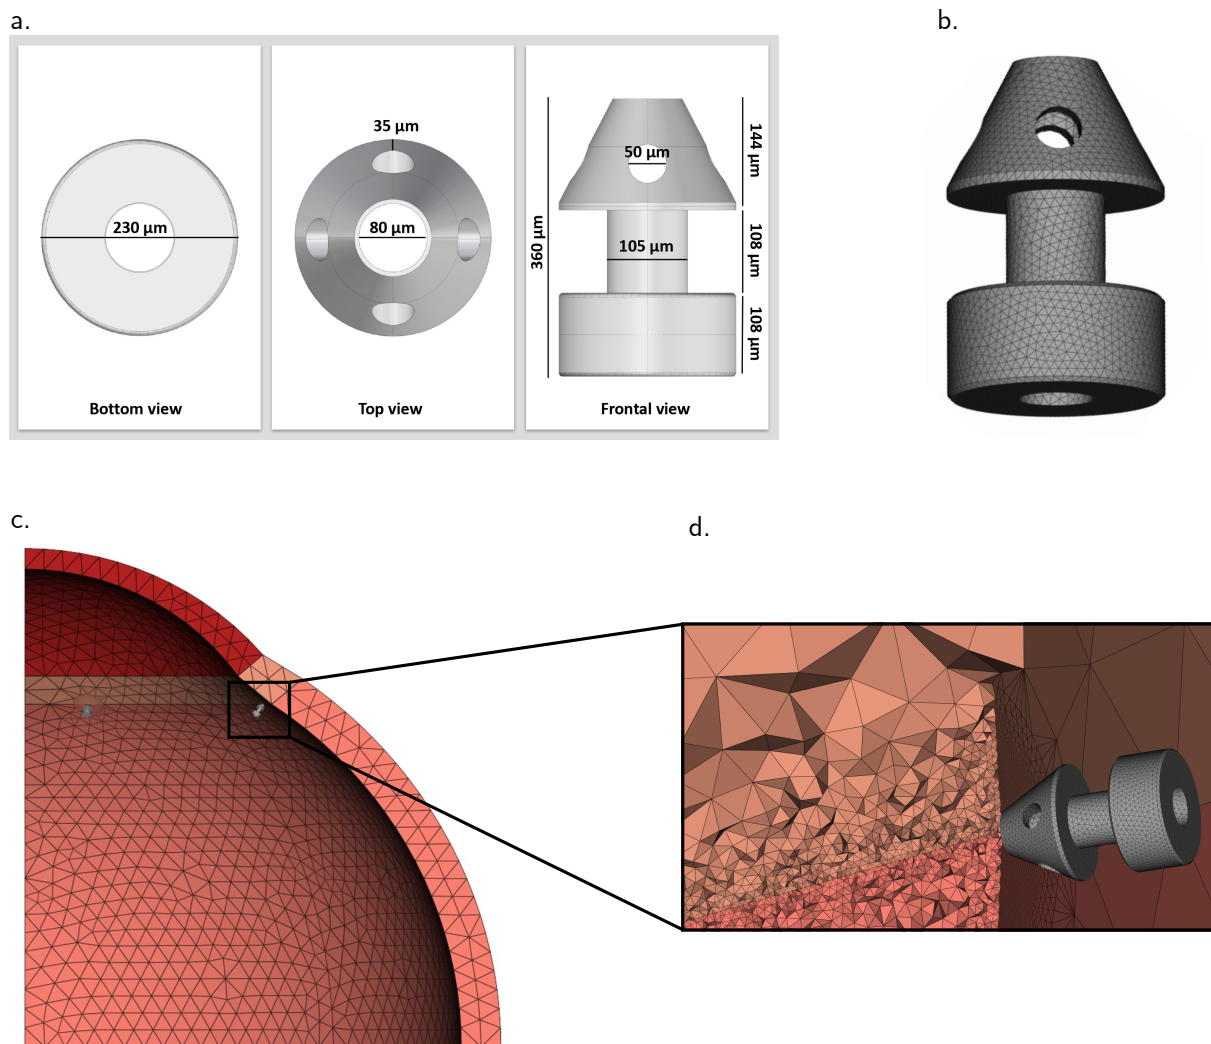 a.
b.
35 µm
230 µm
80 µm
50 µm
105 µm
360 µm
144 µm
108 µm
108 µm
Bottom view
Top view
Frontal view
c.
d.